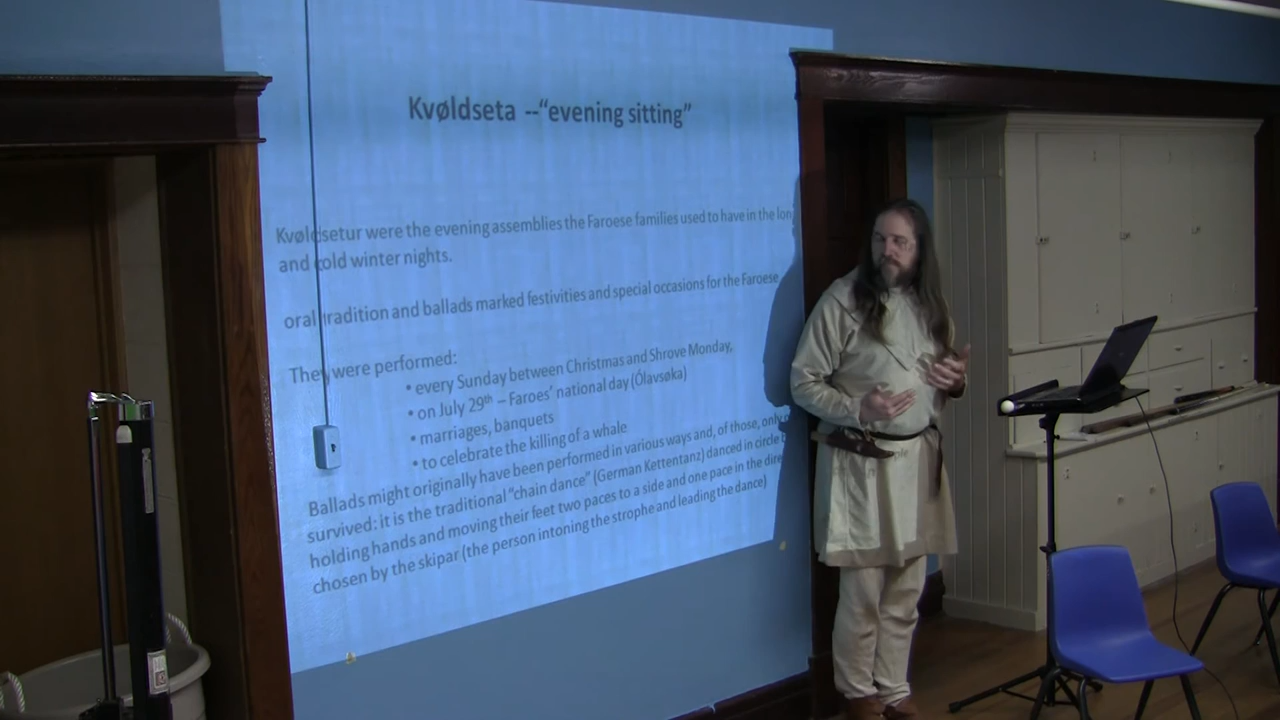 Kvøldseta --“evening sitting”
Kvøldsetur were the evening assemblies the Faroese families used to have in the lon
and cold winter nights.
oral tradition and ballads marked festivities and special occasions for the Faroese
They were performed:
• every Sunday between Christmas and Shrove Monday,
• on July 29th – Faroes’ national day (Ólavsøka)
• marriages, banquets
• to celebrate the killing of a whale
Ballads might originally have been performed in various ways and, of those, only
survived: it is the traditional “chain dance” (German Kettentanz) danced in circle
holding hands and moving their feet two paces to a side and one pace in the dire
chosen by the skipar (the person intoning the strophe and leading the dance)